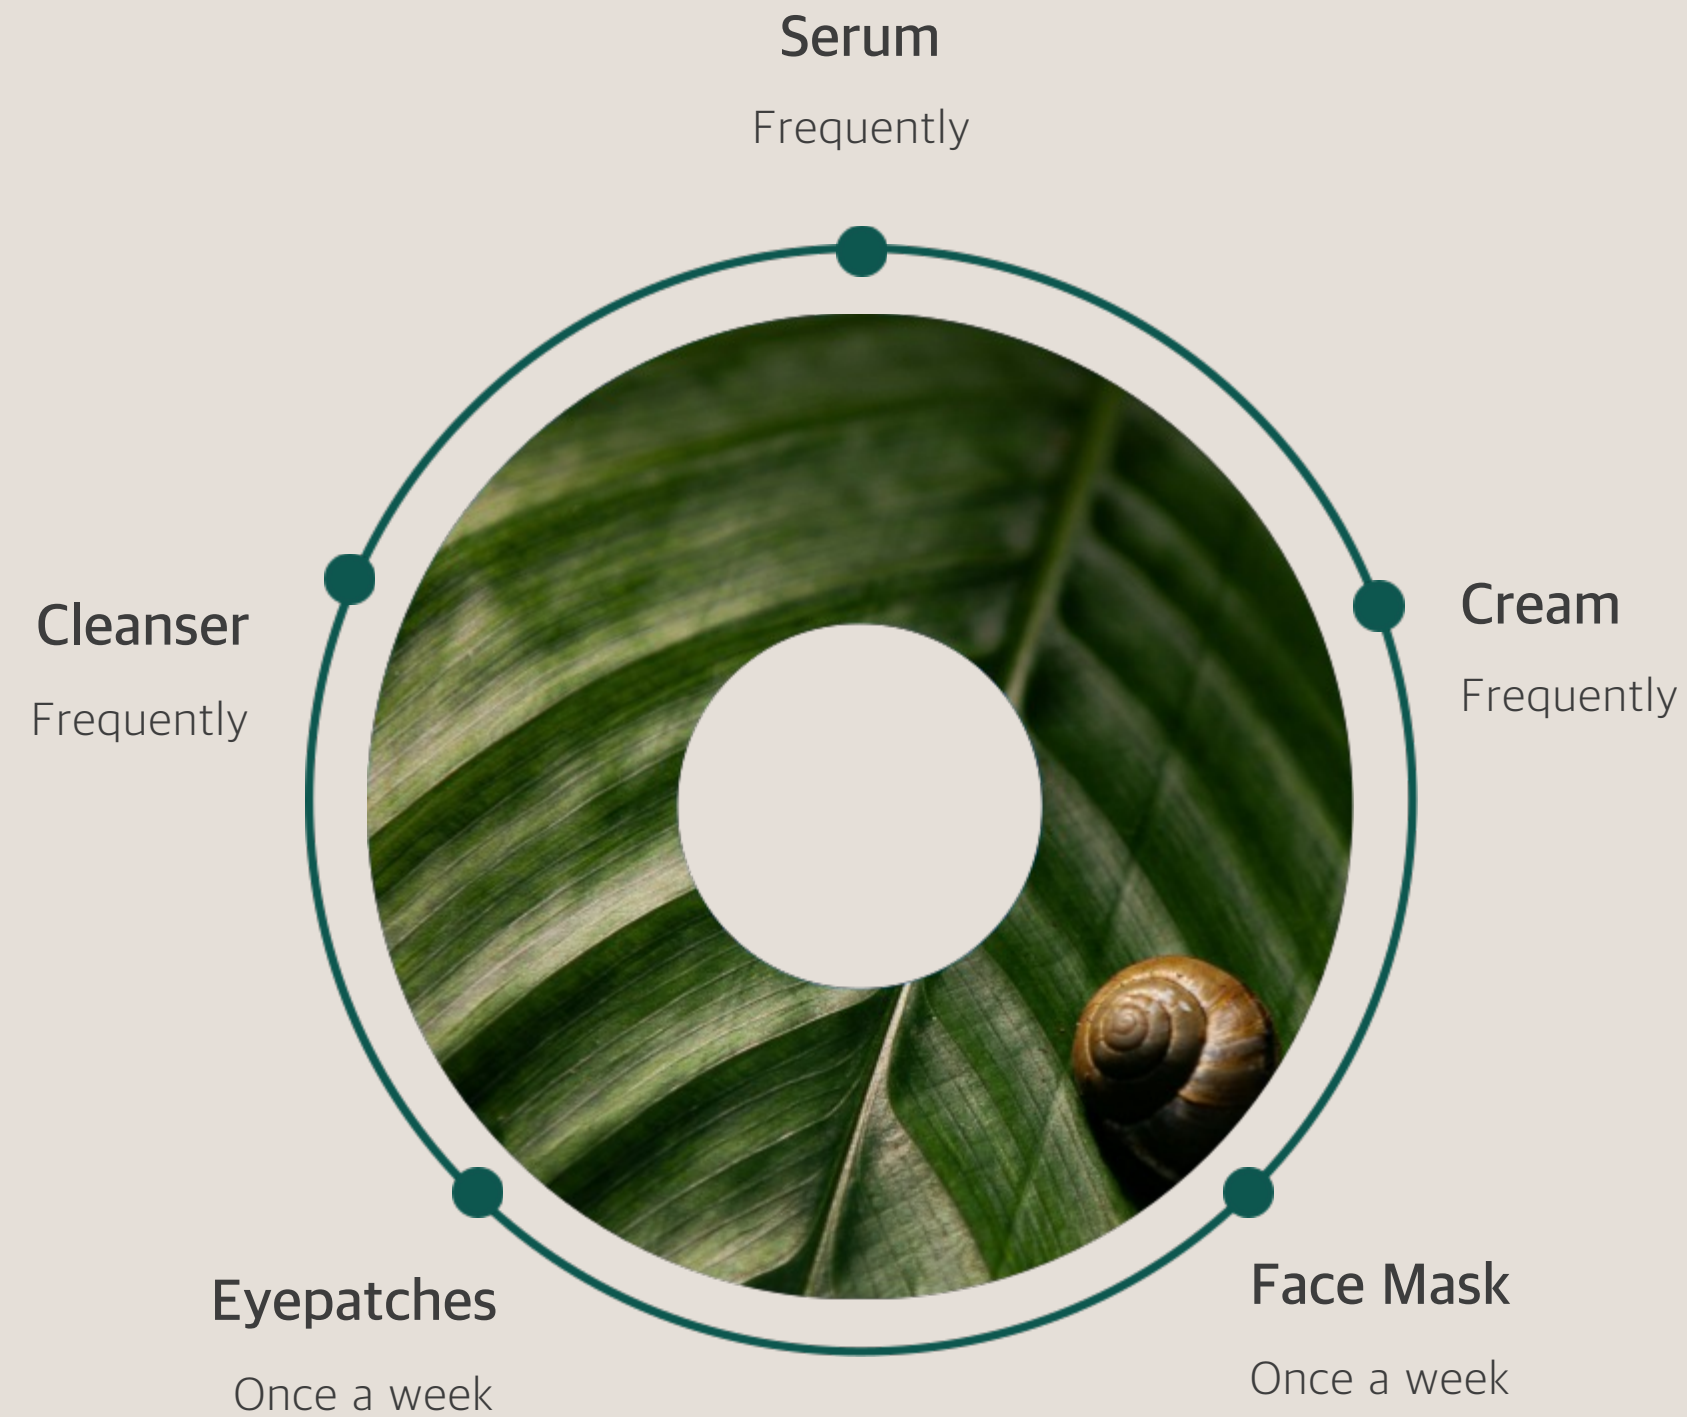 Serum
Frequently
Cream
Frequently
Cleanser
Frequently
Face Mask
Once a week
Eyepatches
Once a week